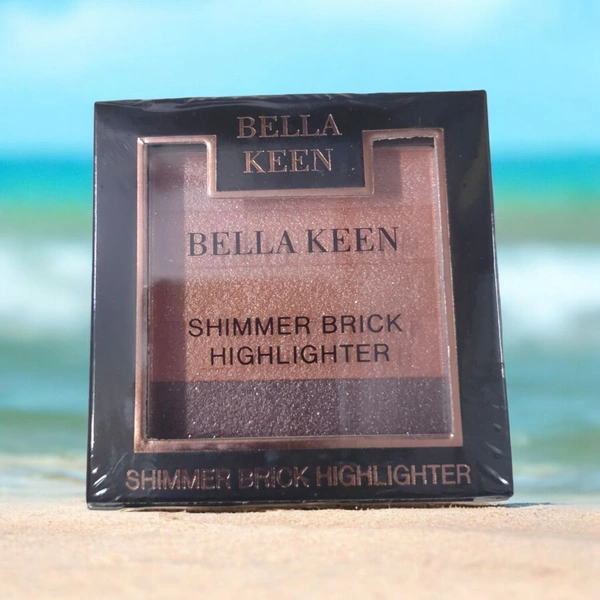 BELLA
KEEN
BELLA KEEN
SHIMMER BRICK
HIGHLIGHTER
SHIMMER BRICK HIGHLIGHTER